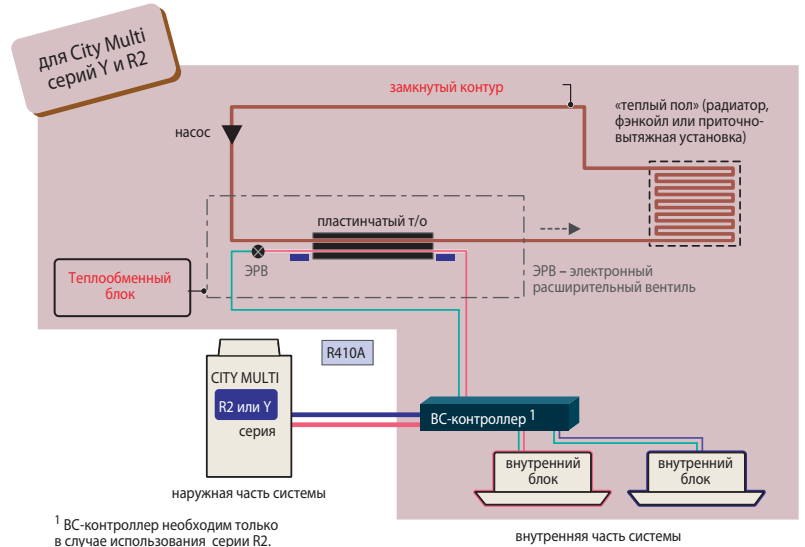 для City Multi
серий Y и R2
замкнутый контур
«теплый пол» (радиатор,
фэнкойл или приточно-
вытяжная установка)
насос
пластинчатый т/о
ЭРВ
ЭРВ – электронный
расширительный вентиль
Теплообменный
блок
R410A
CITY MULTI
R2 или Y
серия
ВС-контроллер 1
внутренний
блок
внутренний
блок
наружная часть системы
1 ВС-контроллер необходим только
в случае использования серии R2.
внутренняя часть системы